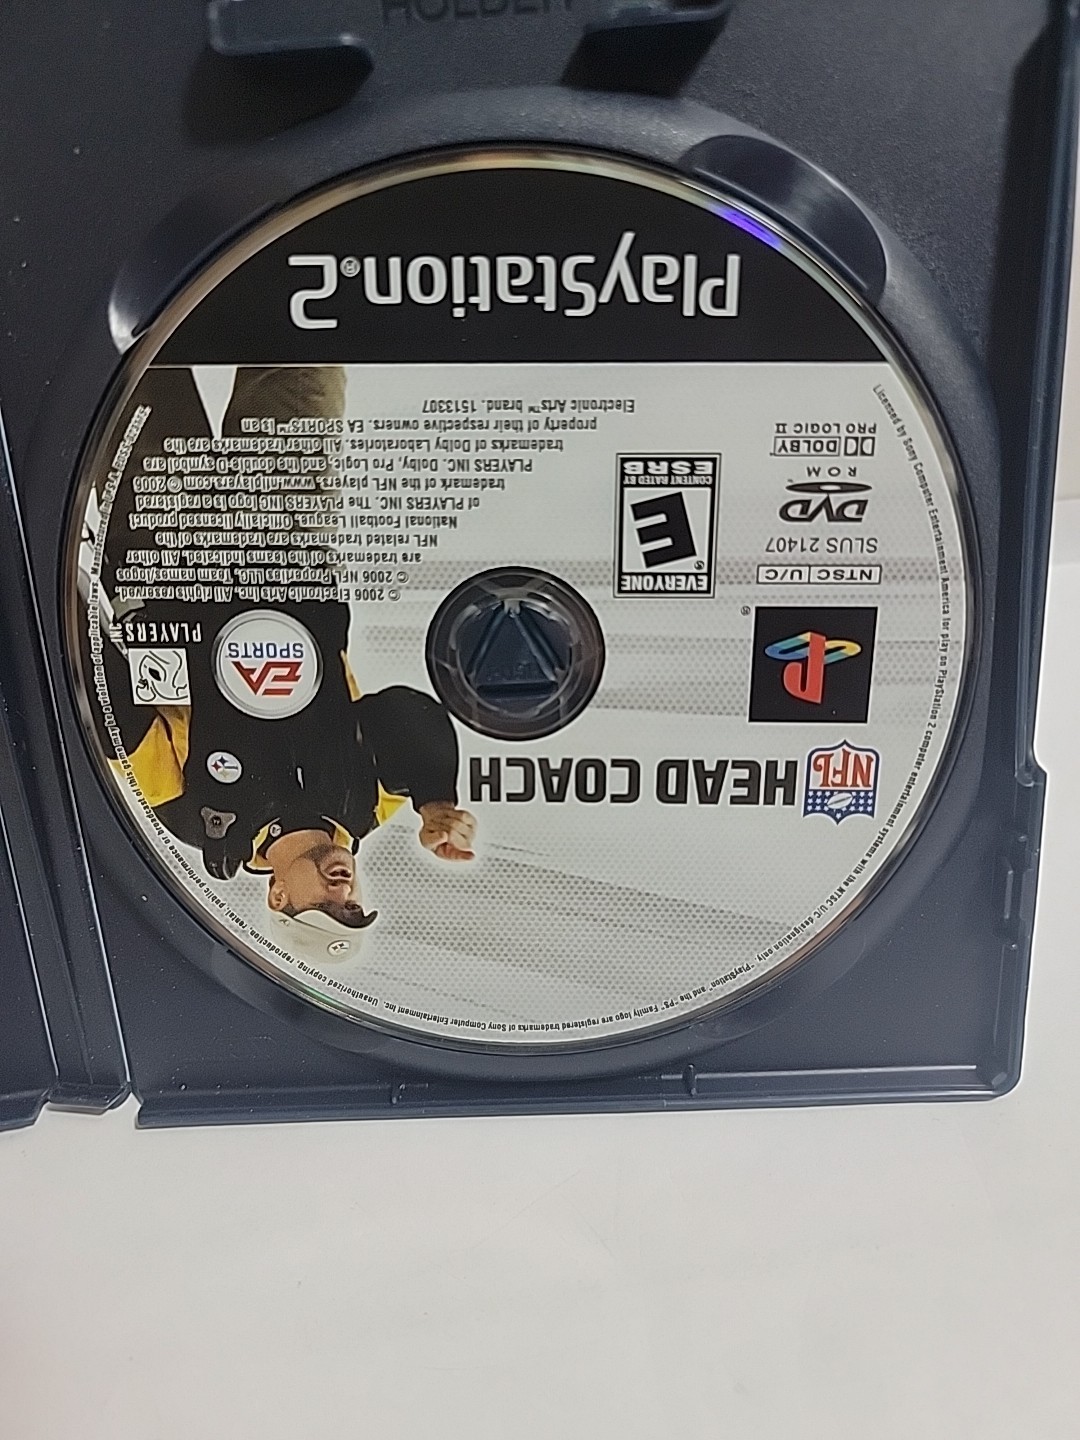 HOLDER
NFL
HEAD COACH
EA
SPORTS
PLAYERS
INC
NTSC U/C
SLUS 21407
DVD
ROM
DOLBY
PRO LOGIC II
EVERYONE
E
®
CONTENT RATED BY
ESRB
© 2006 Electronic Arts, Inc. All rights reserved.
© 2006 NFL Properties, LLC. Team names/logos
are trademarks of the teams indicated. All other
NFL related trademarks are trademarks of the
National Football League. Officially licensed product
of PLAYERS INC. The PLAYERS INC logo is a registered
trademark of the NFL players. www.nflplayers.com © 2006
PLAYERS INC. Dolby, Pro Logic, and the double-D symbol are
trademarks of Dolby Laboratories. All other trademarks are the
property of their respective owners. EA SPORTS™ is an
Electronic Arts™ brand. 1513307
PlayStation®2
Licensed by Sony Computer Entertainment America for play on PlayStation 2 computer entertainment systems with the NTSC U/C designation only. "PlayStation" and the "PS" Family logo are registered trademarks of Sony Computer Entertainment Inc. Unauthorized copying, reproduction, rental, public performance or broadcast of this game may be a violation of applicable law. Manufactured in U.S.A.